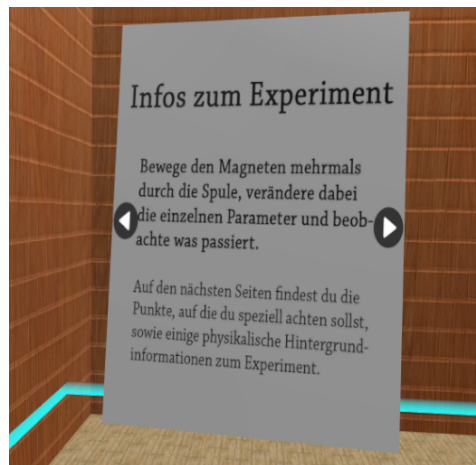 Infos zum Experiment
Bewege den Magneten mehrmals
durch die Spule, verändere dabei
die einzelnen Parameter und beob-
achte was passiert.
Auf den nächsten Seiten findest du die
Punkte, auf die du speziell achten sollst,
sowie einige physikalische Hintergrund-
informationen zum Experiment.